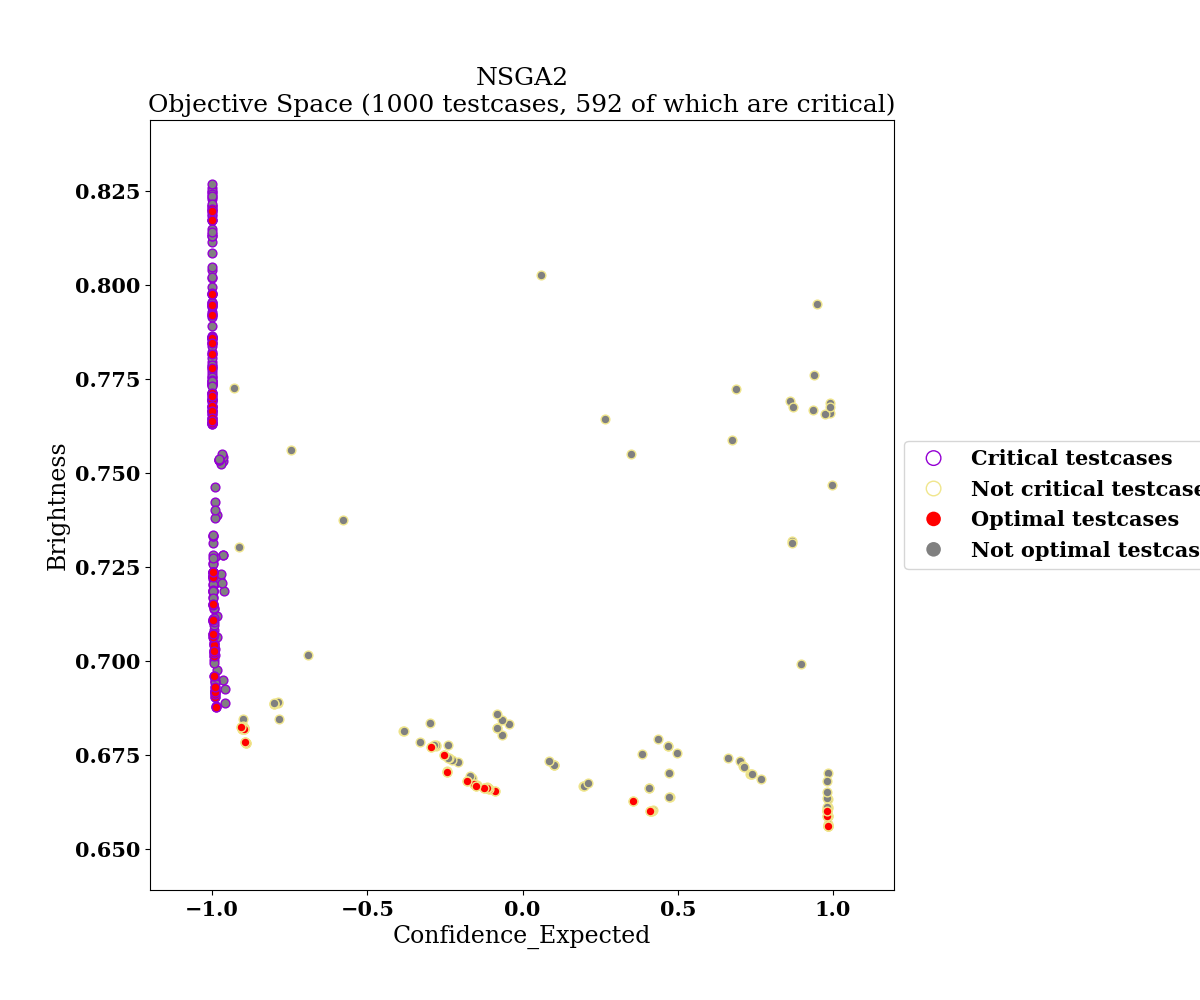 NSGA2
Objective Space (1000 testcases, 592 of which are critical)
0.825
0.800
0.775
0.750
0.725
0.700
0.675
0.650
Brightness
−1.0
−0.5
0.0
0.5
1.0
Confidence_Expected
Critical testcases
Not critical testcase
Optimal testcases
Not optimal testcas